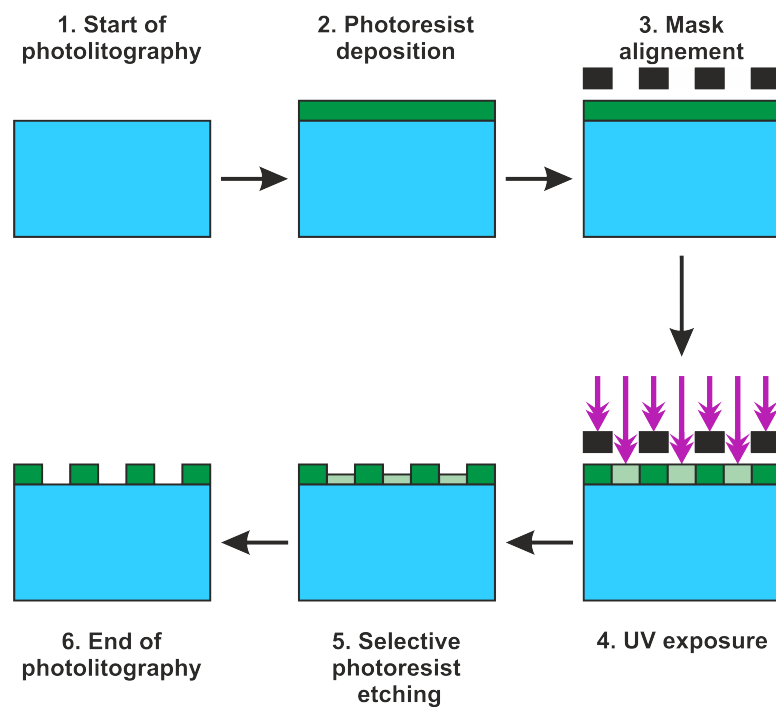 1. Start of
photolitography
2. Photoresist
deposition
3. Mask
alignement
4. UV exposure
5. Selective
photoresist
etching
6. End of
photolitography